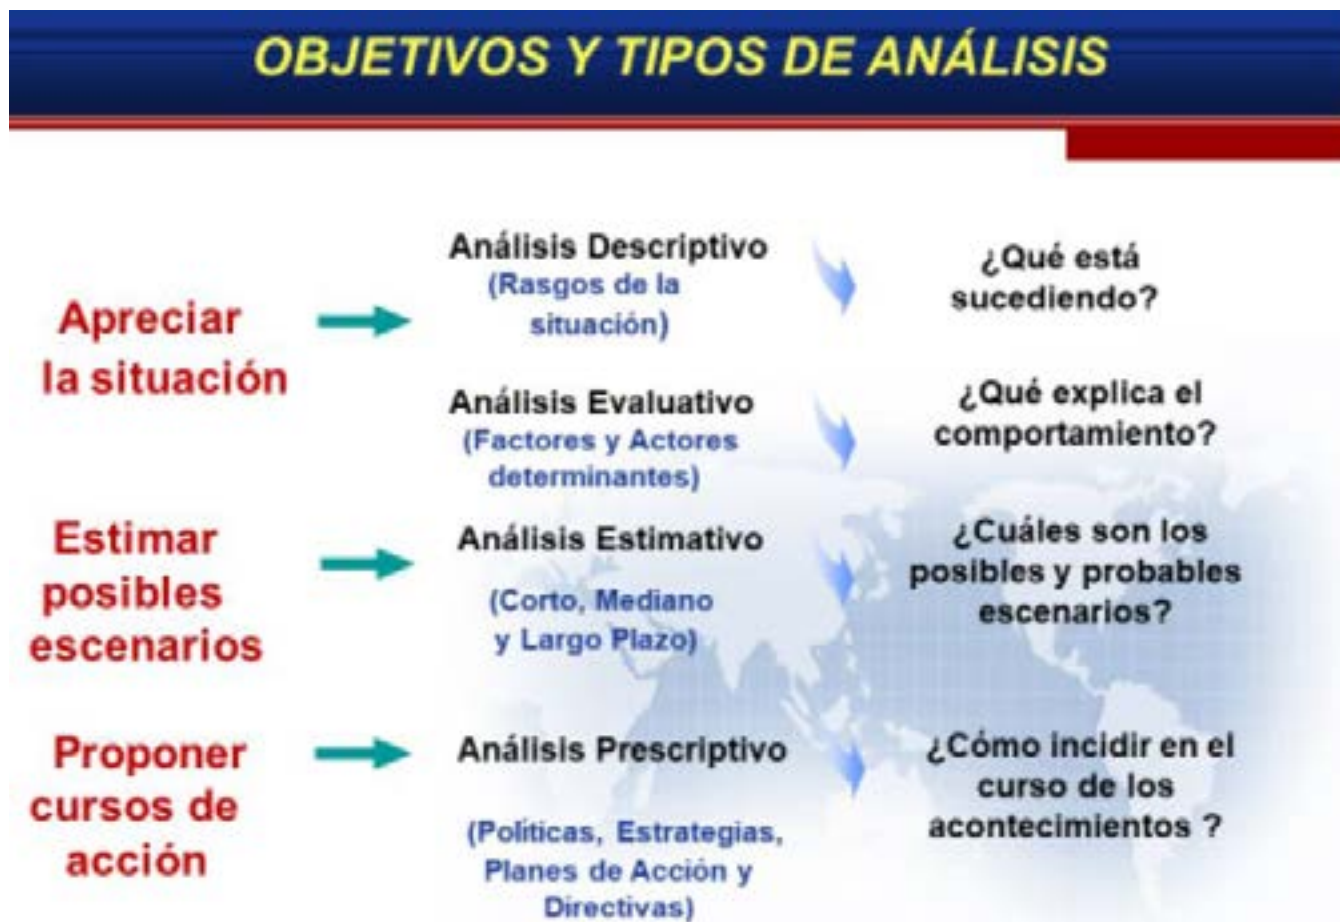 OBJETIVOS Y TIPOS DE ANÁLISIS
Apreciar
la situación
Análisis Descriptivo
(Rasgos de la
situación)
¿Qué está
sucediendo?
Análisis Evaluativo
(Factores y Actores
determinantes)
¿Qué explica el
comportamiento?
Estimar
posibles
escenarios
Análisis Estimativo
(Corto, Mediano
y Largo Plazo)
¿Cuáles son los
posibles y probables
escenarios?
Proponer
cursos de
acción
Análisis Prescriptivo
(Políticas, Estrategias,
Planes de Acción y
Directivas)
¿Cómo incidir en el
curso de los
acontecimientos ?